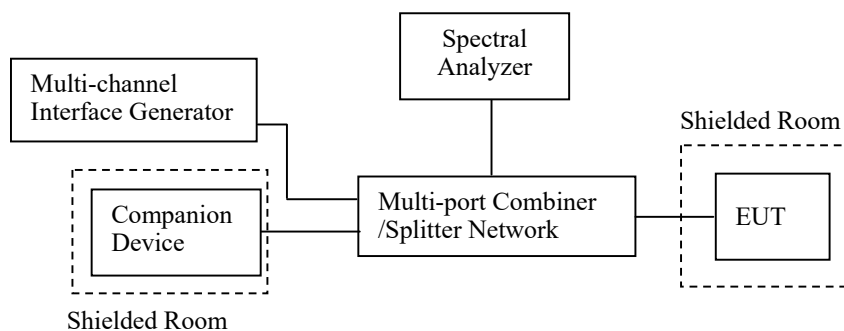 Spectral
Analyzer
Multi-channel
Interface Generator
Shielded Room
Companion
Device
Multi-port Combiner
/Splitter Network
EUT
Shielded Room